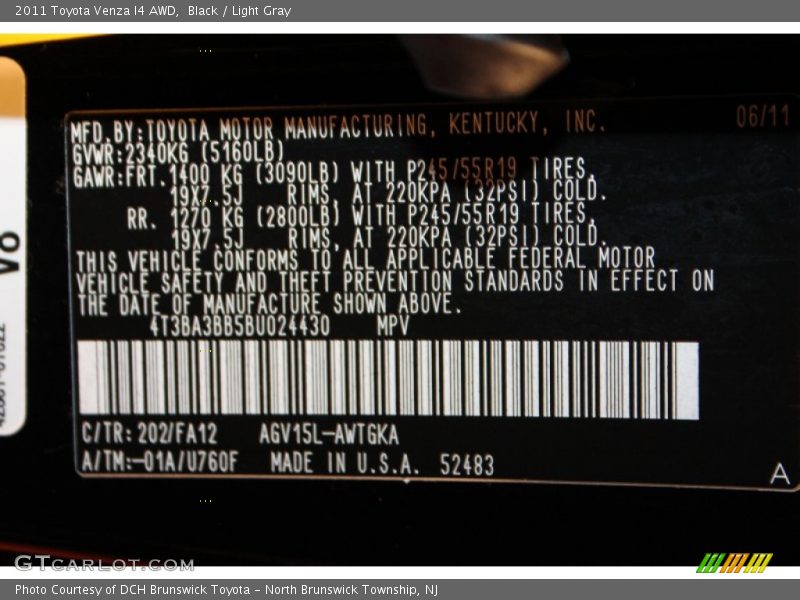 2011 Toyota Venza I4 AWD, Black / Light Gray
MFD.BY:TOYOTA MOTOR MANUFACTURING, KENTUCKY, INC. 06/11
GVWR:2340KG (5160LB)
GAWR:FRT.1400 KG (3090LB) WITH P245/55R19 TIRES,
19X7.5J RIMS, AT 220KPA (32PSI) COLD.
RR. 1270 KG (2800LB) WITH P245/55R19 TIRES,
19X7.5J RIMS, AT 220KPA (32PSI) COLD.
THIS VEHICLE CONFORMS TO ALL APPLICABLE FEDERAL MOTOR
VEHICLE SAFETY AND THEFT PREVENTION STANDARDS IN EFFECT ON
THE DATE OF MANUFACTURE SHOWN ABOVE.
4T3BA3BB5BU024430 MPV
C/TR: 202/FA12 AGV15L-AWTGKA
A/TM:-01A/U760F MADE IN U.S.A. 52483
A
GTCARLOT.COM
Photo Courtesy of DCH Brunswick Toyota - North Brunswick Township, NJ